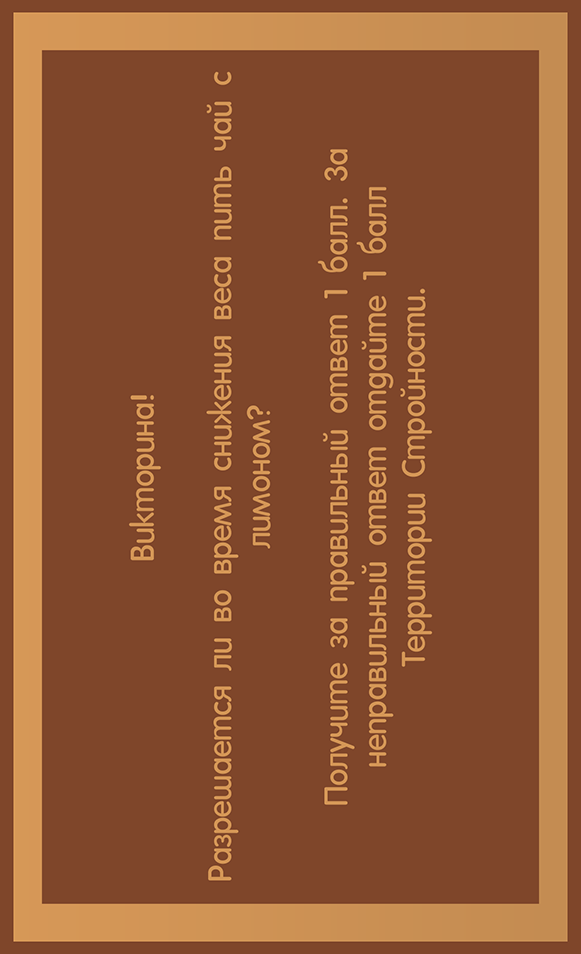 Викторина!
Разрешается ли во время снижения веса пить чай с
лимоном?
Получите за правильный ответ 1 балл. За
неправильный ответ отдайте 1 балл
Территории Стройности.